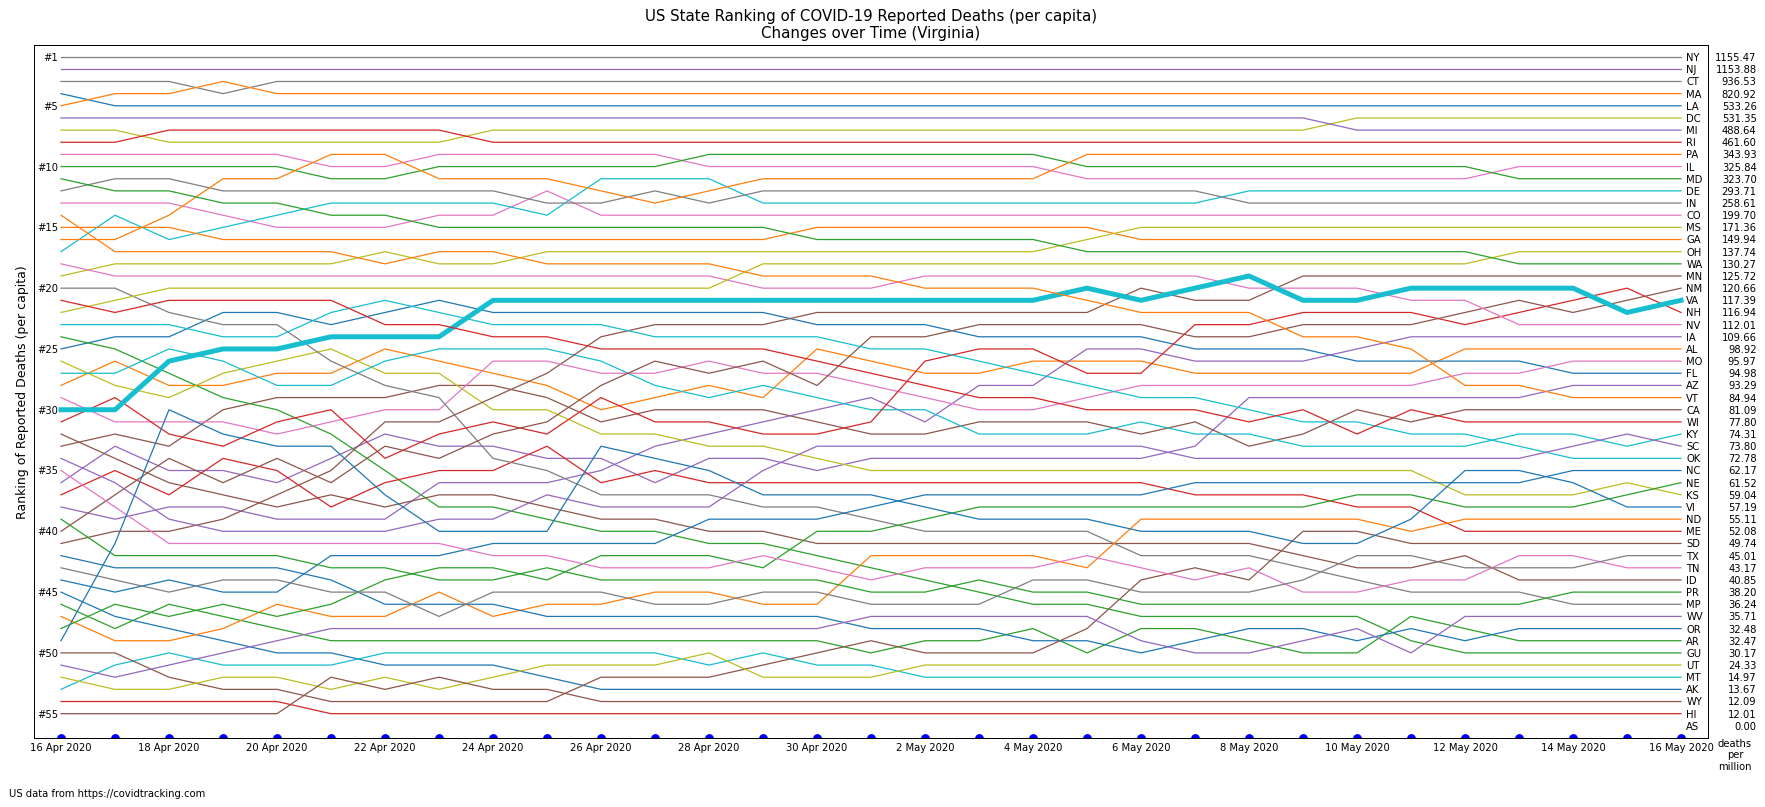 US State Ranking of COVID-19 Reported Deaths (per capita)
Changes over Time (Virginia)
Ranking of Reported Deaths (per capita)
#1
#5
#10
#15
#20
#25
#30
#35
#40
#45
#50
#55
NY 1155.47
NJ 1153.88
CT 936.53
MA 820.92
LA 533.26
DC 531.35
MI 488.64
RI 461.60
PA 343.93
IL 325.84
MD 323.70
DE 293.71
IN 258.61
CO 199.70
MS 171.36
GA 149.94
OH 137.74
WA 130.27
MN 125.72
NM 120.66
VA 117.39
NH 116.94
NV 112.01
IA 109.66
AL 98.92
MO 95.97
FL 94.98
AZ 93.29
VT 84.94
CA 81.09
WI 77.80
KY 74.31
SC 73.80
OK 72.78
NC 62.17
NE 61.52
KS 59.04
VI 57.19
ND 55.11
ME 52.08
SD 49.74
TX 45.01
TN 43.17
ID 40.85
PR 38.20
MP 36.24
WV 35.71
OR 32.48
AR 32.47
GU 30.17
UT 24.33
MT 14.97
AK 13.67
WY 12.09
HI 12.01
AS 0.00
16 Apr 2020 18 Apr 2020 20 Apr 2020 22 Apr 2020 24 Apr 2020 26 Apr 2020 28 Apr 2020 30 Apr 2020 2 May 2020 4 May 2020 6 May 2020 8 May 2020 10 May 2020 12 May 2020 14 May 2020 16 May 2020
deaths
per
million
US data from https://covidtracking.com